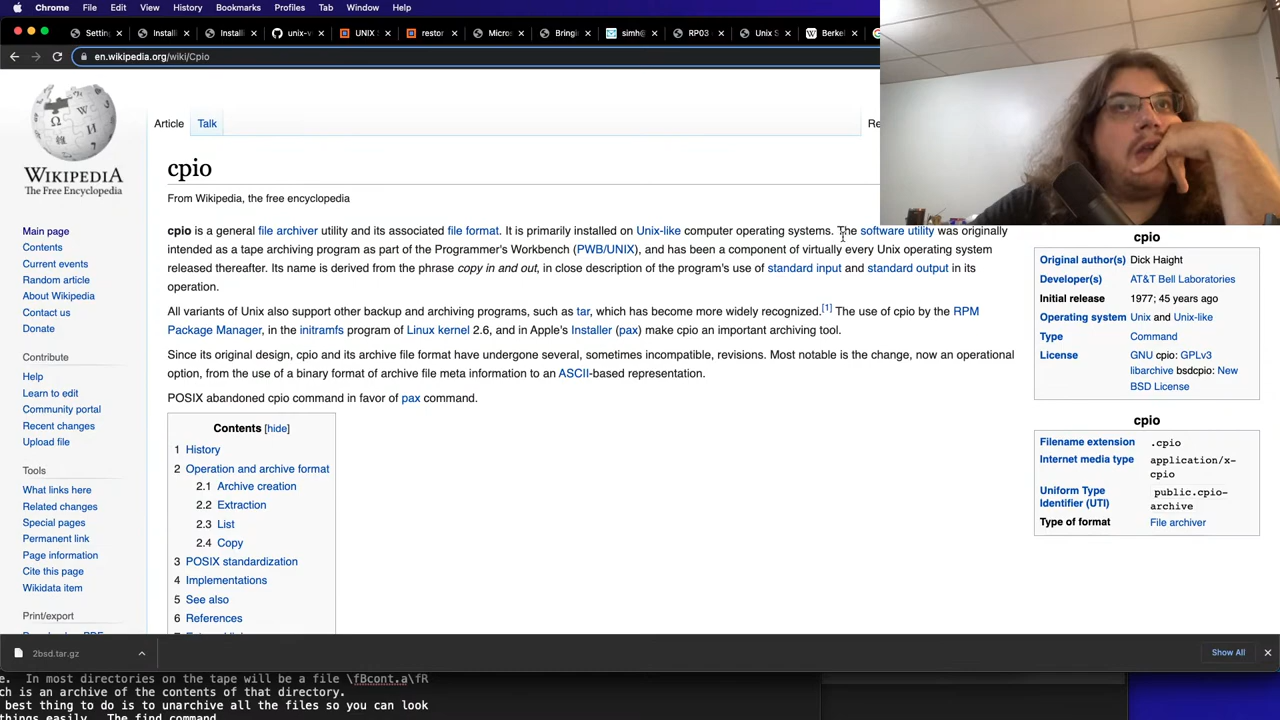 Chrome File Edit View History Bookmarks Profiles Tab Window Help
Setting Installi Installi unix-v UNIX restor Micros Bringi simh@ RP03 Unix S Berke
en.wikipedia.org/wiki/Cpio
WIKIPEDIA
The Free Encyclopedia
Main page
Contents
Current events
Random article
About Wikipedia
Contact us
Donate
Contribute
Help
Learn to edit
Community portal
Recent changes
Upload file
Tools
What links here
Related changes
Special pages
Permanent link
Page information
Cite this page
Wikidata item
Print/export
Article Talk Re
cpio
From Wikipedia, the free encyclopedia
cpio is a general file archiver utility and its associated file format. It is primarily installed on Unix-like computer operating systems. The software utility was originally
intended as a tape archiving program as part of the Programmer's Workbench (PWB/UNIX), and has been a component of virtually every Unix operating system
released thereafter. Its name is derived from the phrase copy in and out, in close description of the program's use of standard input and standard output in its
operation.
All variants of Unix also support other backup and archiving programs, such as tar, which has become more widely recognized.[1] The use of cpio by the RPM
Package Manager, in the initramfs program of Linux kernel 2.6, and in Apple's Installer (pax) make cpio an important archiving tool.
Since its original design, cpio and its archive file format have undergone several, sometimes incompatible, revisions. Most notable is the change, now an operational
option, from the use of a binary format of archive file meta information to an ASCII-based representation.
POSIX abandoned cpio command in favor of pax command.
Contents [hide]
1 History
2 Operation and archive format
2.1 Archive creation
2.2 Extraction
2.3 List
2.4 Copy
3 POSIX standardization
4 Implementations
5 See also
6 References
cpio
Original author(s) Dick Haight
Developer(s) AT&T Bell Laboratories
Initial release 1977; 45 years ago
Operating system Unix and Unix-like
Type Command
License GNU cpio: GPLv3
libarchive bsdcpio: New
BSD License
cpio
Filename extension .cpio
Internet media type application/x-
cpio
Uniform Type public.cpio-
Identifier (UTI) archive
Type of format File archiver
2bsd.tar.gz
Show All
e. In most directories on the tape will be a file \fBcont.a\fR
ch is an archive of the contents of that directory.
best thing to do is to unarchive all the files so you can look
things easily. The find command